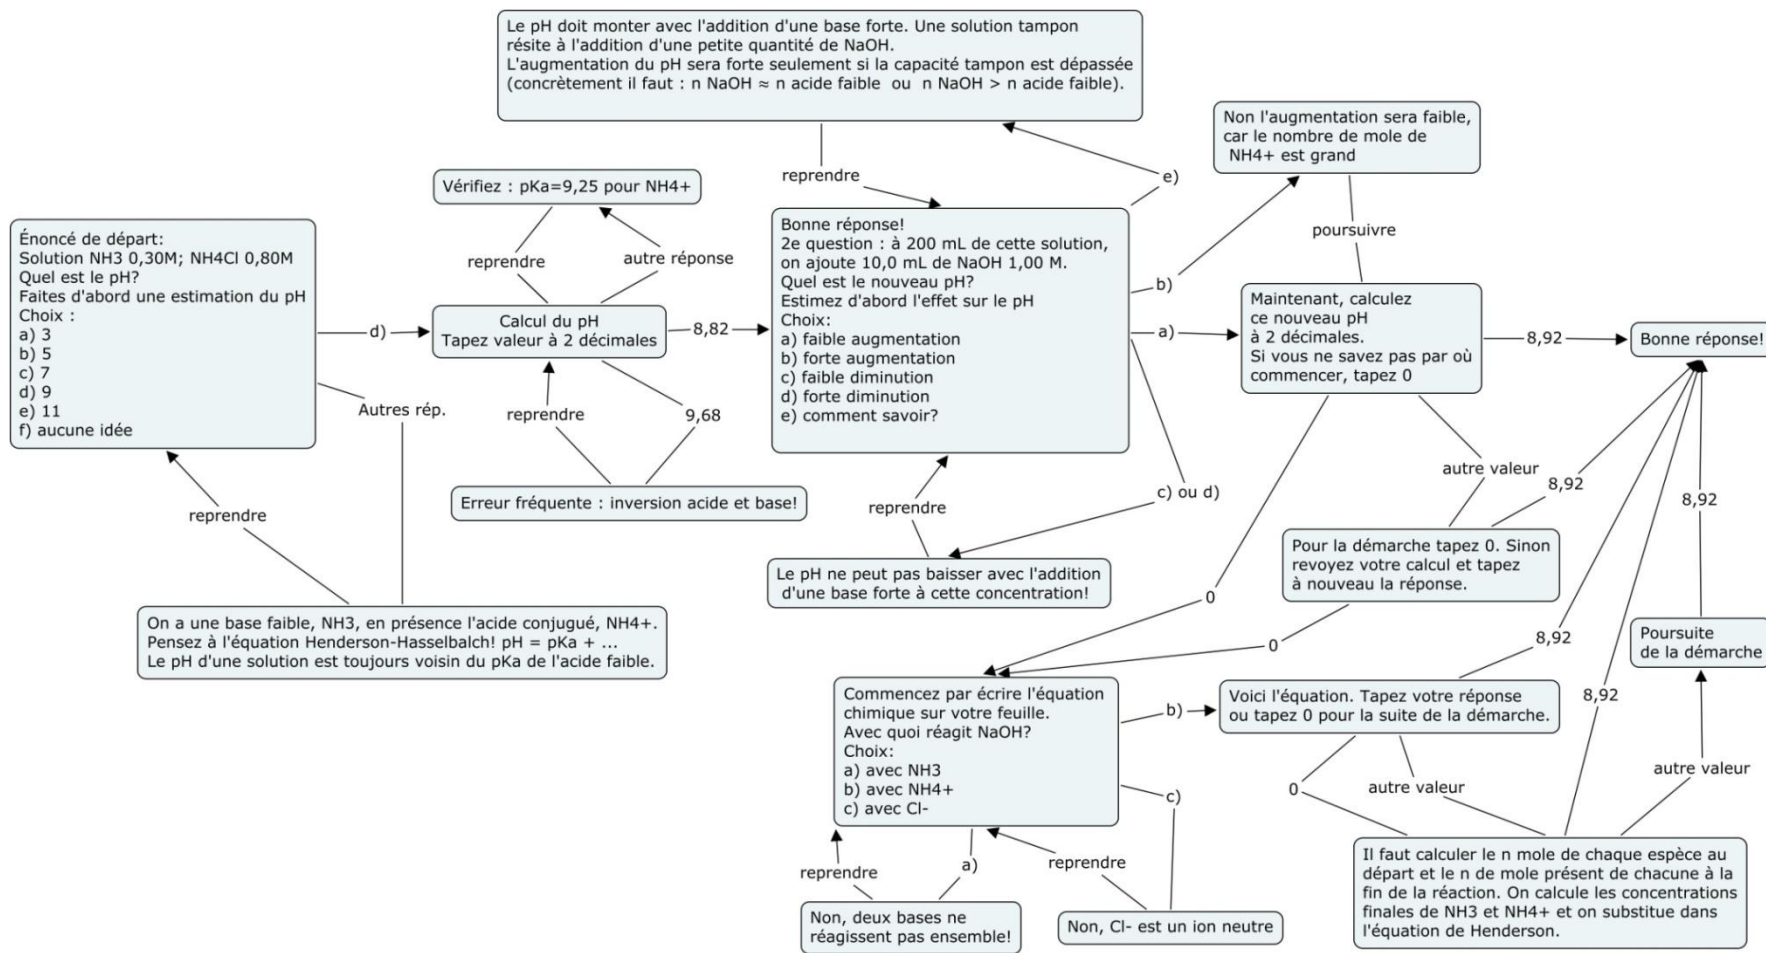 Le pH doit monter avec l'addition d'une base forte. Une solution tampon
résite à l'addition d'une petite quantité de NaOH.
L'augmentation du pH sera forte seulement si la capacité tampon est dépassée
(concrètement il faut : n NaOH ≈ n acide faible  ou  n NaOH > n acide faible).
reprendre
e)
Non l'augmentation sera faible,
car le nombre de mole de
NH4+ est grand
poursuivre
Vérifiez : pKa=9,25 pour NH4+
reprendre
autre réponse
Énoncé de départ:
Solution NH3 0,30M; NH4Cl 0,80M
Quel est le pH?
Faites d'abord une estimation du pH
Choix :
a) 3
b) 5
c) 7
d) 9
e) 11
f) aucune idée
d)
Autres rép.
reprendre
Calcul du pH
Tapez valeur à 2 décimales
8,82
reprendre
9,68
Erreur fréquente : inversion acide et base!
On a une base faible, NH3, en présence l'acide conjugué, NH4+.
Pensez à l'équation Henderson-Hasselbalch! pH = pKa + ...
Le pH d'une solution est toujours voisin du pKa de l'acide faible.
Bonne réponse!
2e question : à 200 mL de cette solution,
on ajoute 10,0 mL de NaOH 1,00 M.
Quel est le nouveau pH?
Estimez d'abord l'effet sur le pH
Choix:
a) faible augmentation
b) forte augmentation
c) faible diminution
d) forte diminution
e) comment savoir?
b)
a)
c) ou d)
reprendre
Le pH ne peut pas baisser avec l'addition
d'une base forte à cette concentration!
Maintenant, calculez
ce nouveau pH
à 2 décimales.
Si vous ne savez pas par où
commencer, tapez 0
8,92
Bonne réponse!
autre valeur
8,92
0
Pour la démarche tapez 0. Sinon
revoyez votre calcul et tapez
à nouveau la réponse.
0
8,92
8,92
8,92
Poursuite
de la démarche
Commencez par écrire l'équation
chimique sur votre feuille.
Avec quoi réagit NaOH?
Choix:
a) avec NH3
b) avec NH4+
c) avec Cl-
b)
Voici l'équation. Tapez votre réponse
ou tapez 0 pour la suite de la démarche.
0
autre valeur
autre valeur
c)
a)
reprendre
reprendre
Non, deux bases ne
réagissent pas ensemble!
Non, Cl- est un ion neutre
Il faut calculer le n mole de chaque espèce au
départ et le n de mole présent de chacune à la
fin de la réaction. On calcule les concentrations
finales de NH3 et NH4+ et on substitue dans
l'équation de Henderson.